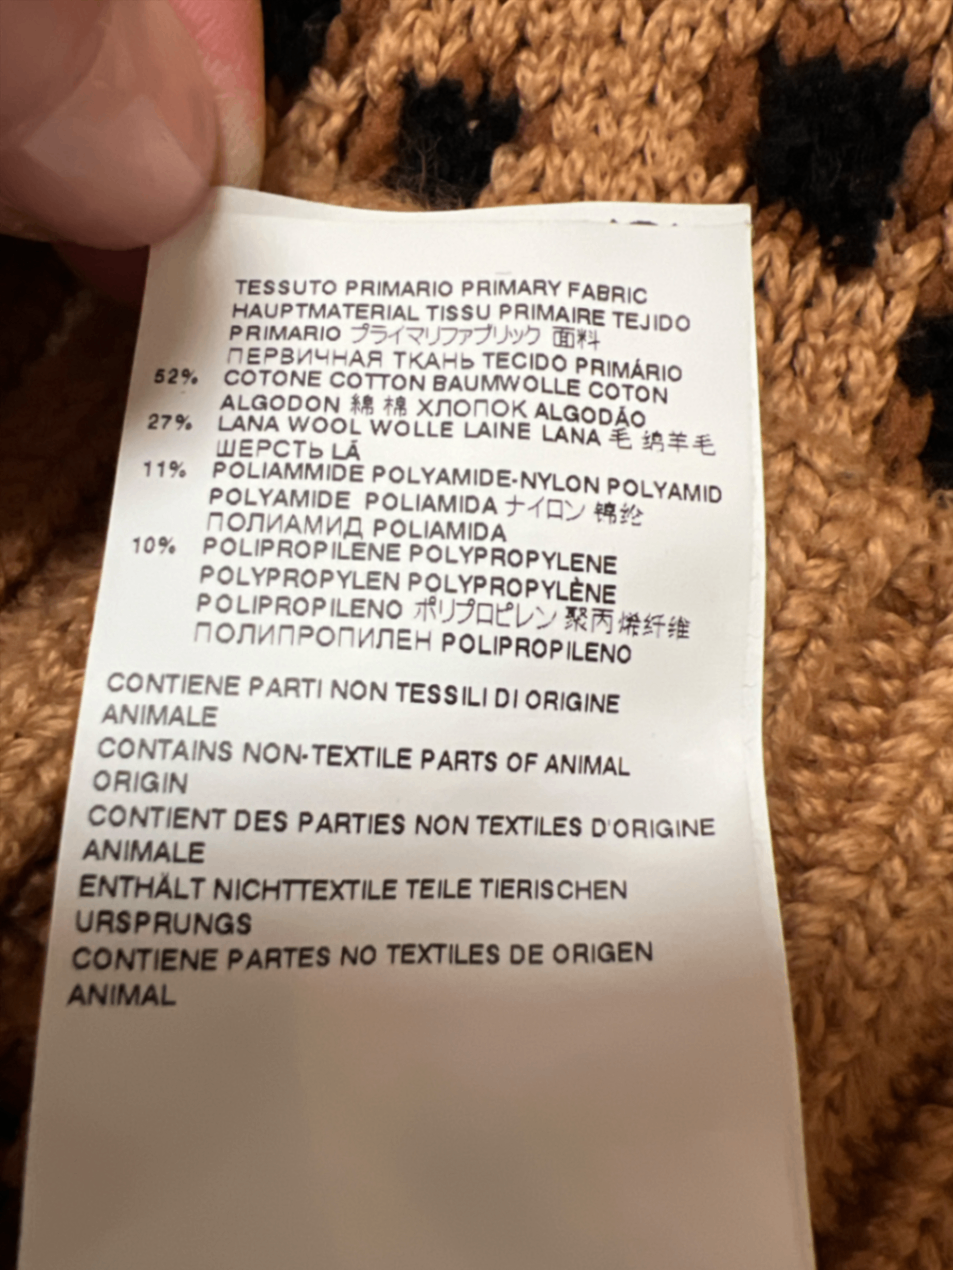 TESSUTO PRIMARIO PRIMARY FABRIC
HAUPTMATERIAL TISSU PRIMAIRE TEJIDO
PRIMARIO プライマリファブリック 面料
ПЕРВИЧНАЯ ТКАНЬ TECIDO PRIMÁRIO
52% COTONE COTTON BAUMWOLLE COTON
ALGODON 綿 棉 ХЛОПОК ALGODÃO
27% LANA WOOL WOLLE LAINE LANA 毛 绵羊毛
ШЕРСТЬ LÃ
11% POLIAMMIDE POLYAMIDE-NYLON POLYAMID
POLYAMIDE POLIAMIDA ナイロン 锦纶
ПОЛИАМИД POLIAMIDA
10% POLIPROPILENE POLYPROPYLENE
POLYPROPYLEN POLYPROPYLÈNE
POLIPROPILENO ポリプロピレン 聚丙烯纤维
ПОЛИПРОПИЛЕН POLIPROPILENO
CONTIENE PARTI NON TESSILI DI ORIGINE
ANIMALE
CONTAINS NON-TEXTILE PARTS OF ANIMAL
ORIGIN
CONTIENT DES PARTIES NON TEXTILES D'ORIGINE
ANIMALE
ENTHÄLT NICHTTEXTILE TEILE TIERISCHEN
URSPRUNGS
CONTIENE PARTES NO TEXTILES DE ORIGEN
ANIMAL